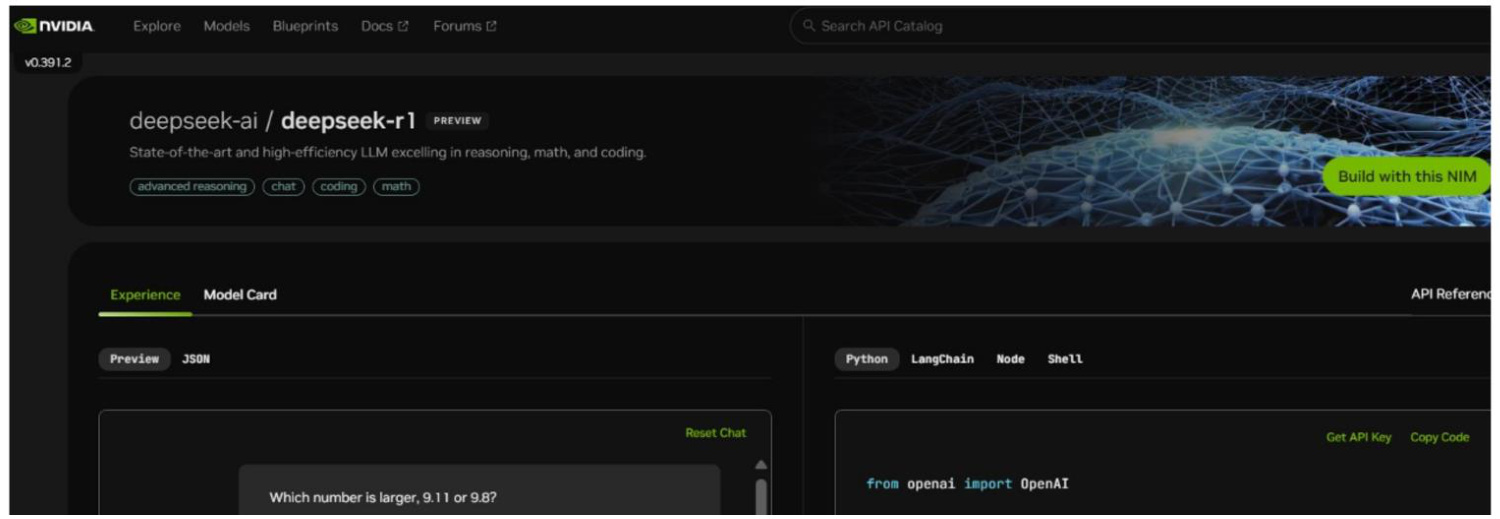 NVIDIA. Explore Models Blueprints Docs Forums Search API Catalog
v0.391.2
deepseek-ai / deepseek-r1 PREVIEW
State-of-the-art and high-efficiency LLM excelling in reasoning, math, and coding.
advanced reasoning chat coding math
Build with this NIM
Experience Model Card API Referenc
Preview JSON Python LangChain Node Shell
Reset Chat Get API Key Copy Code
Which number is larger, 9.11 or 9.8?
from openai import OpenAI